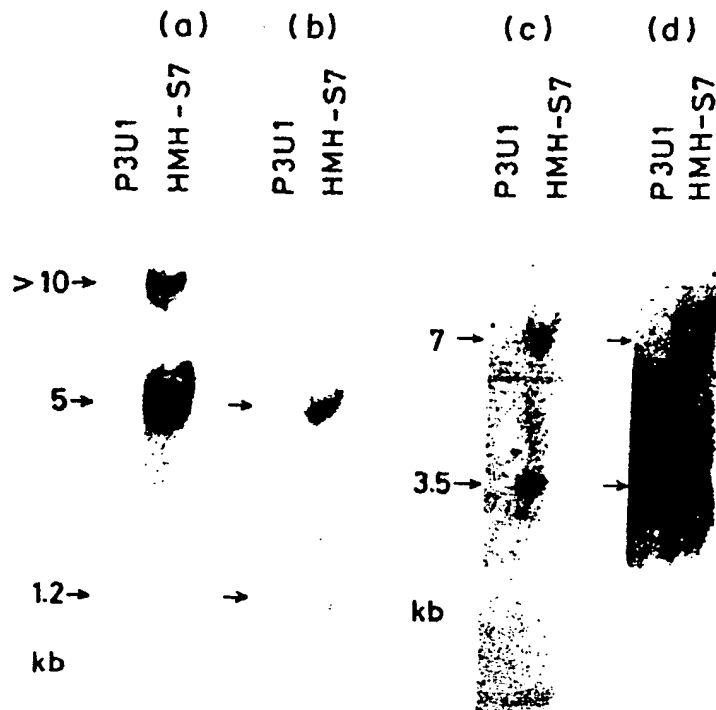 (a) (b) (c) (d)
P3U1
HMH-S7
P3U1
HMH-S7
P3U1
HMH-S7
P3U1
HMH-S7
> 10→
5→ →
1.2→ →
kb
7 → →
3.5→ →
kb